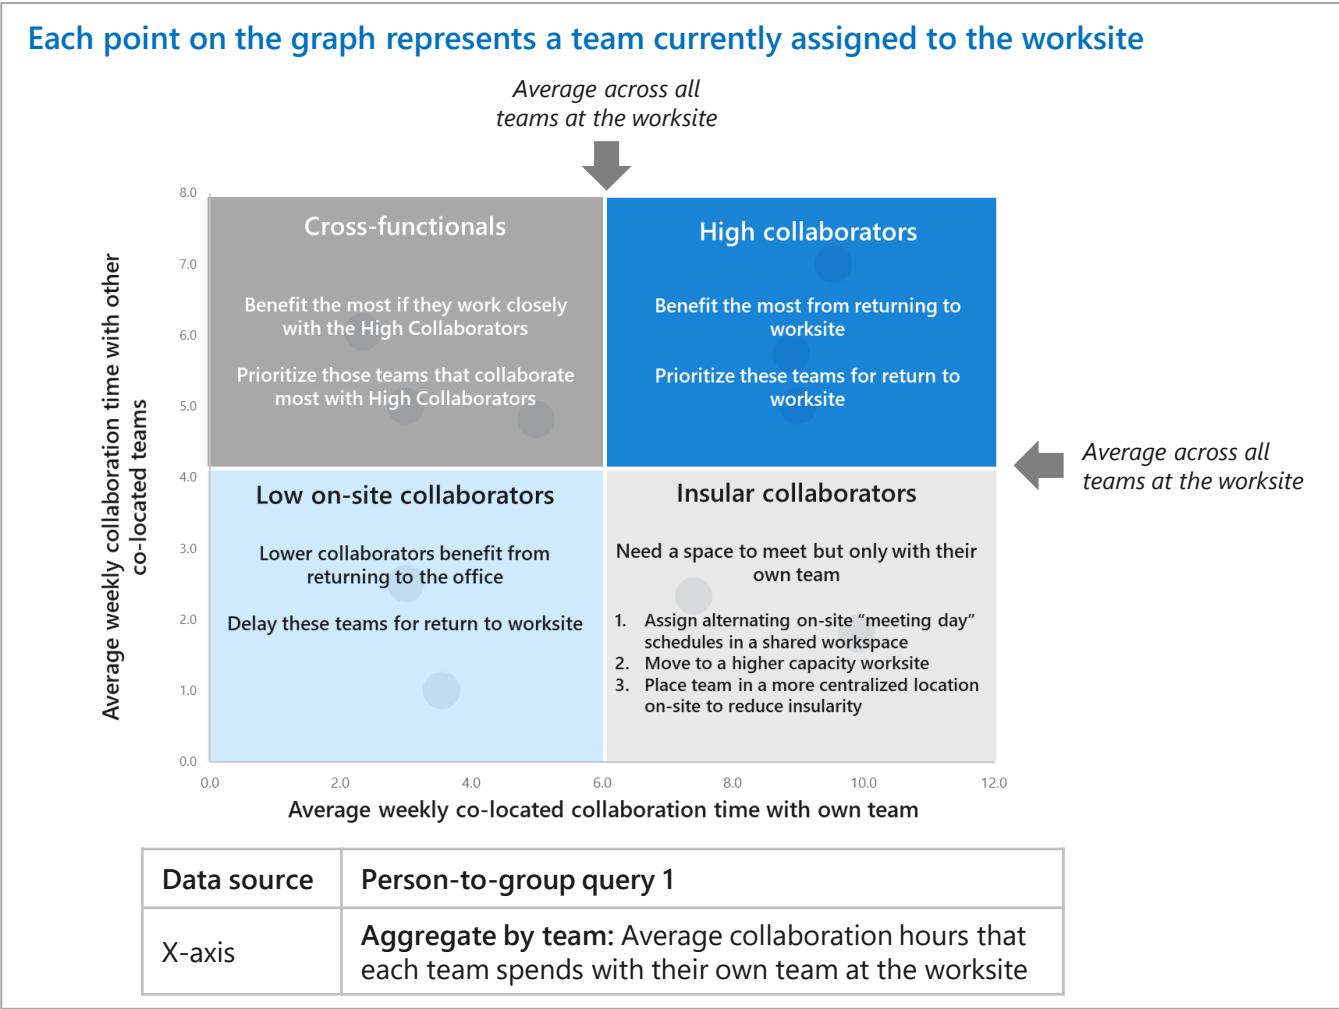 Each point on the graph represents a team currently assigned to the worksite
Average across all
teams at the worksite
8.0
7.0
6.0
5.0
4.0
3.0
2.0
1.0
0.0
Average weekly collaboration time with other
co-located teams
Cross-functionals
Benefit the most if they work closely
with the High Collaborators
Prioritize those teams that collaborate
most with High Collaborators
High collaborators
Benefit the most from returning to
worksite
Prioritize these teams for return to
worksite
Average across all
teams at the worksite
Low on-site collaborators
Lower collaborators benefit from
returning to the office
Delay these teams for return to worksite
Insular collaborators
Need a space to meet but only with their
own team
1. Assign alternating on-site “meeting day”
schedules in a shared workspace
2. Move to a higher capacity worksite
3. Place team in a more centralized location
on-site to reduce insularity
0.0 2.0 4.0 6.0 8.0 10.0 12.0
Average weekly co-located collaboration time with own team
Data source Person-to-group query 1
X-axis
Aggregate by team: Average collaboration hours that
each team spends with their own team at the worksite